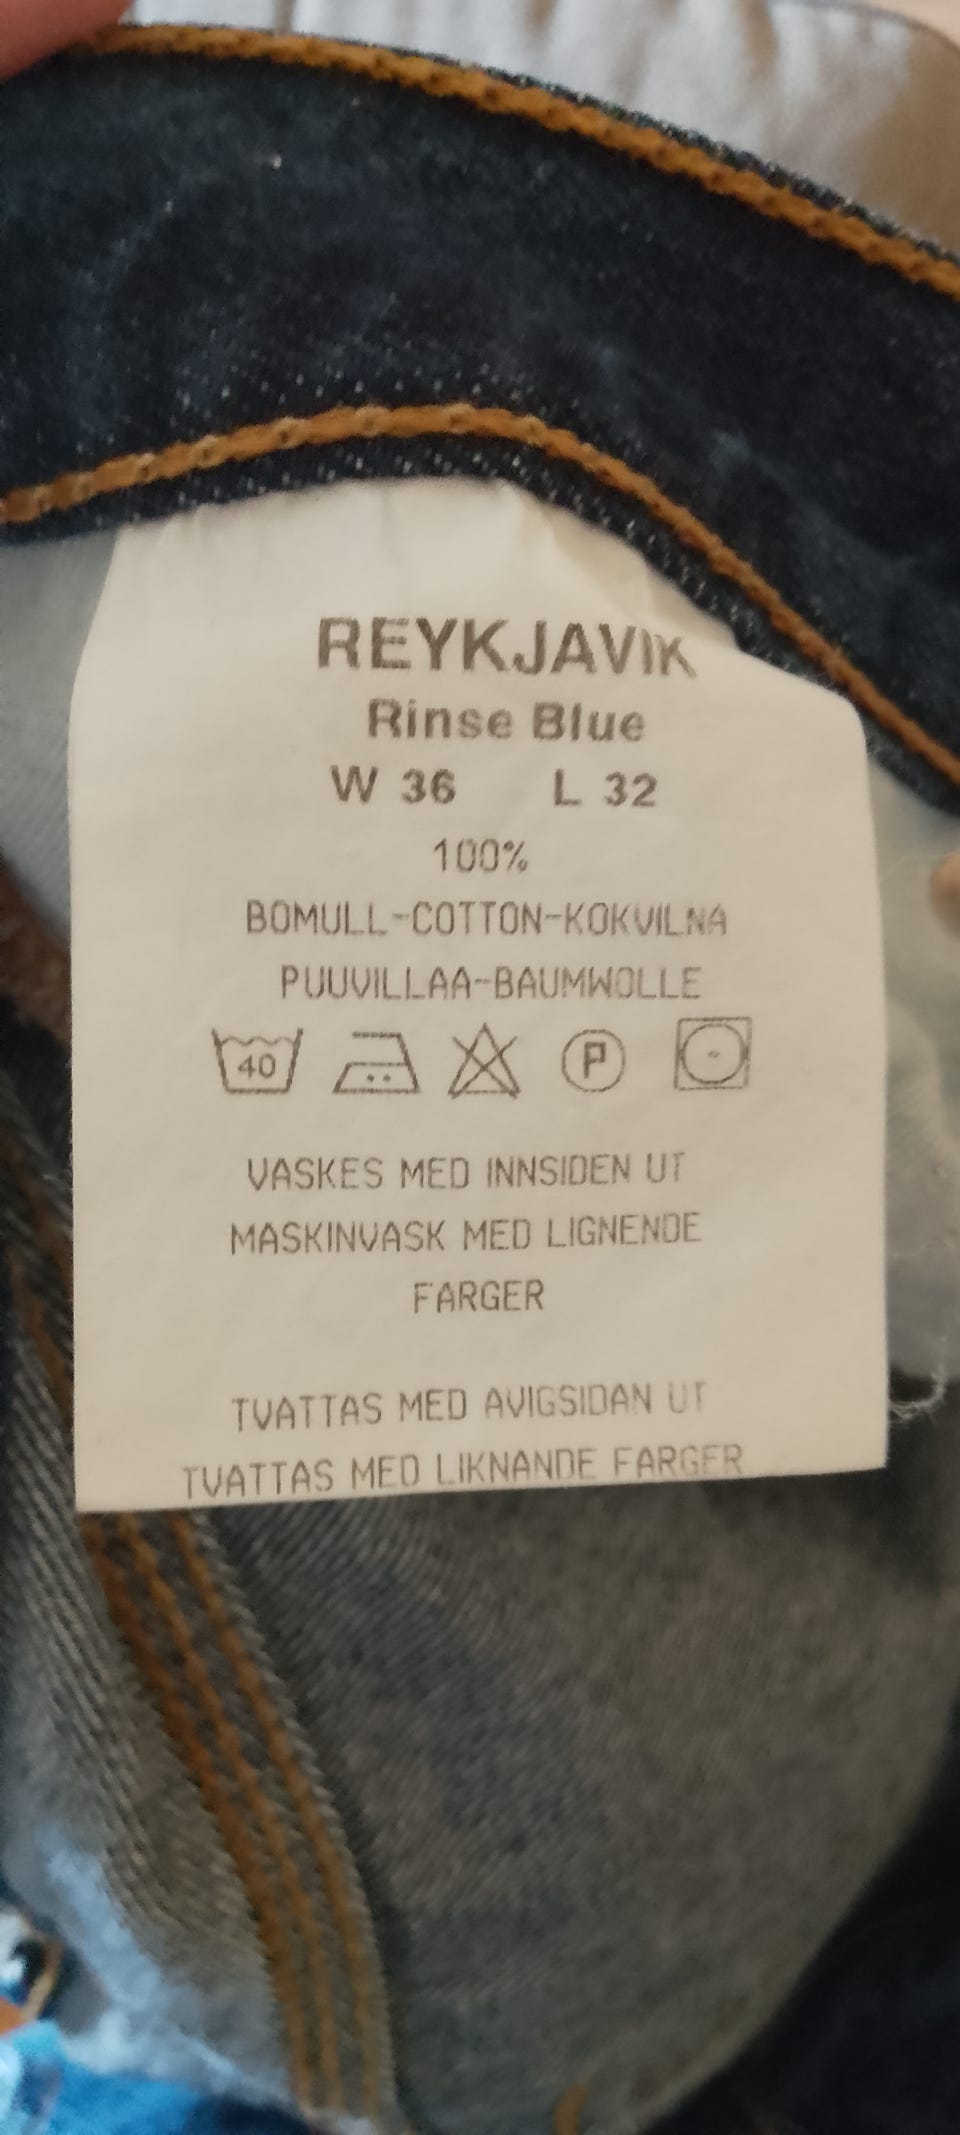 REYKJAVIK
Rinse Blue
W 36 L 32
100%
BOMULL-COTTON-KOKVILNA
PUUVILLAA-BAUMWOLLE
40 P
VASKES MED INNSIDEN UT
MASKINVASK MED LIGNENDE
FARGER
TVATTAS MED AVIGSIDAN UT
TVATTAS MED LIKNANDE FARGER